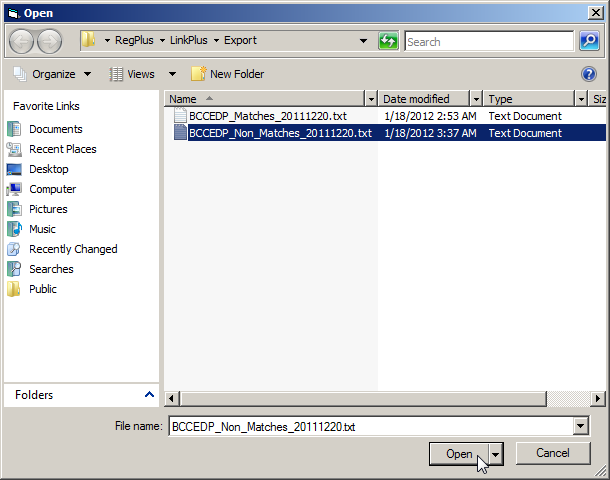 Open
RegPlus LinkPlus Export Search
Organize Views New Folder
Favorite Links
Documents
Recent Places
Desktop
Computer
Pictures
Music
Recently Changed
Searches
Public
Folders
Name Date modified Type Siz
BCCEDP_Matches_20111220.txt 1/18/2012 2:53 AM Text Document
BCCEDP_Non_Matches_20111220.txt 1/18/2012 3:37 AM Text Document
File name: BCCEDP_Non_Matches_20111220.txt
Open Cancel